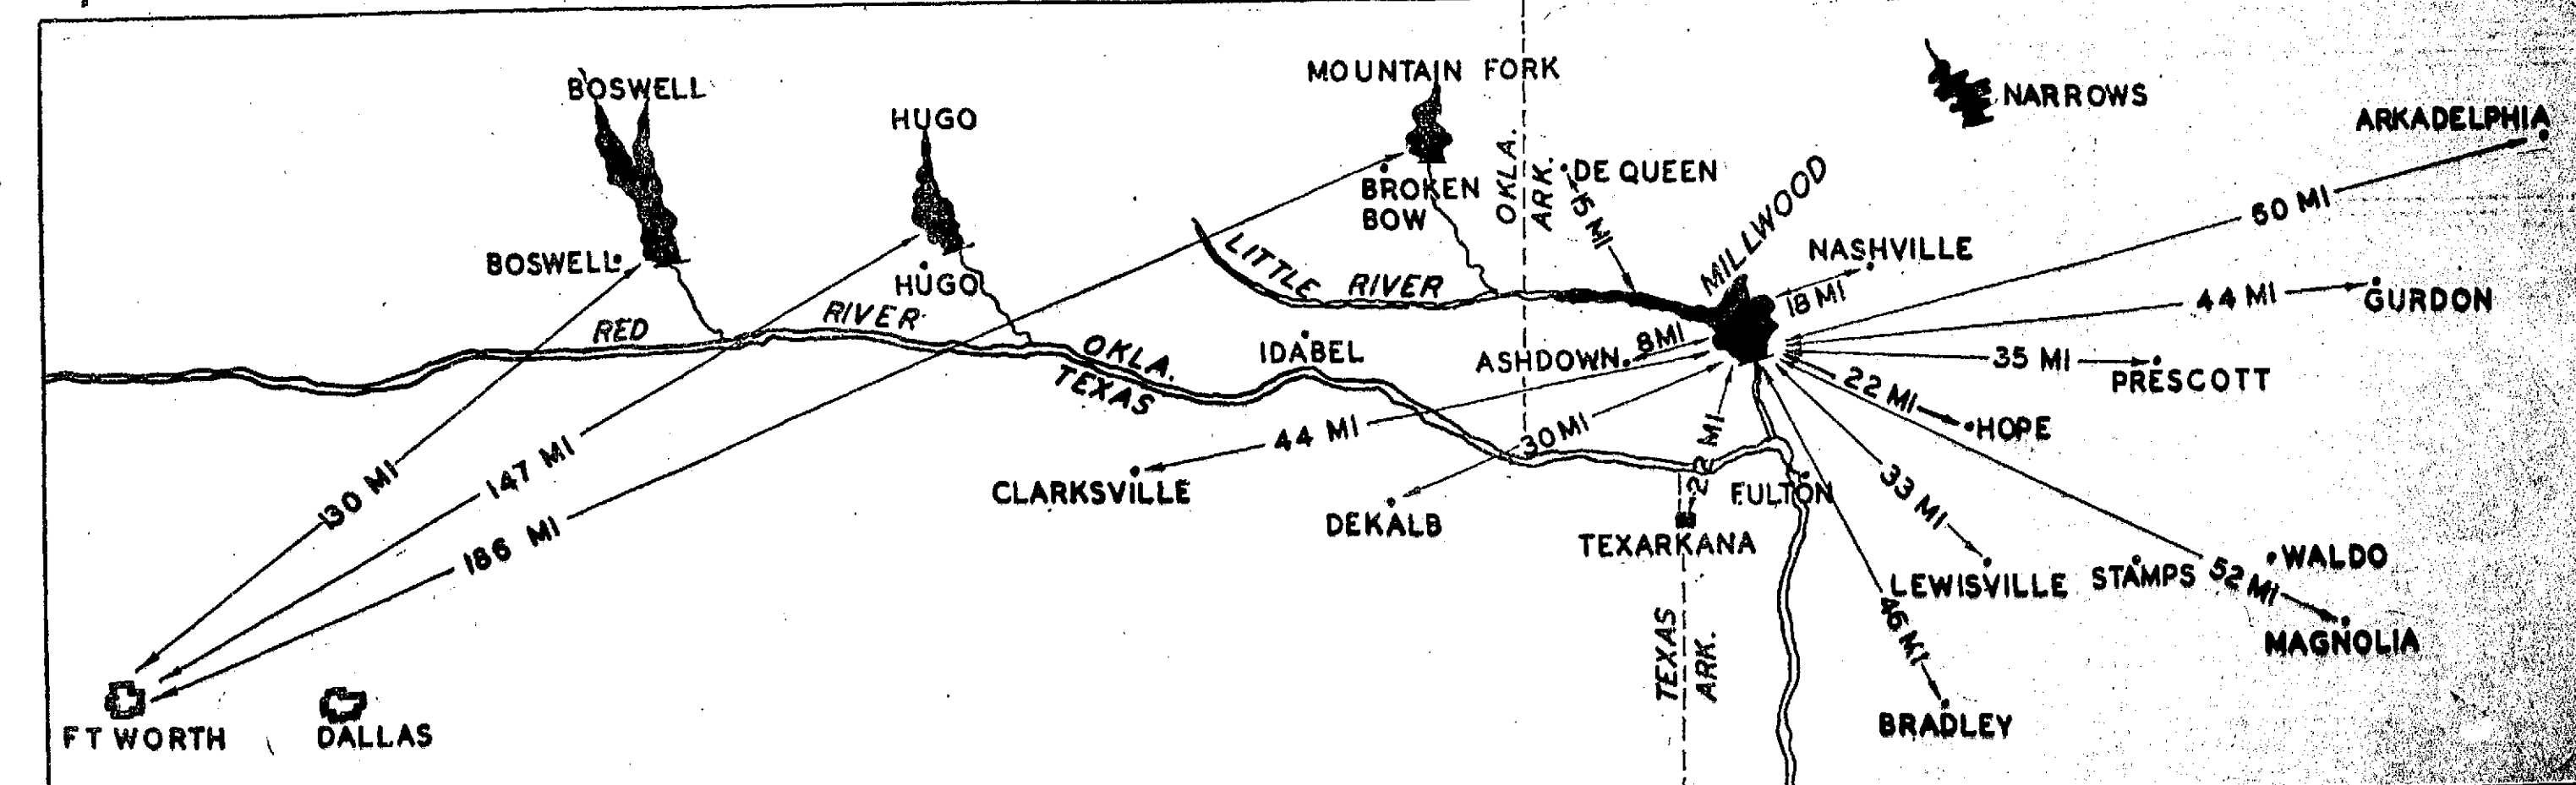 BOSWELL
HUGO
MOUNTAIN FORK
NARROWS
ARKADELPHIA
BROKEN
BOW
OKLA.
ARK.
DE QUEEN
15 MI
MILLWOOD
NASHVILLE
18 MI
60 MI
BOSWELL
HUGO
LITTLE RIVER
RED RIVER
44 MI
GURDON
OKLA.
TEXAS
IDABEL
ASHDOWN
8 MI
35 MI
PRESCOTT
22 MI
HOPE
44 MI
30 MI
22 MI
CLARKSVILLE
DEKALB
TEXARKANA
FULTON
33 MI
130 MI
147 MI
186 MI
LEWISVILLE
STAMPS
52 MI
WALDO
MAGNOLIA
46 MI
BRADLEY
TEXAS
ARK.
FT WORTH
DALLAS